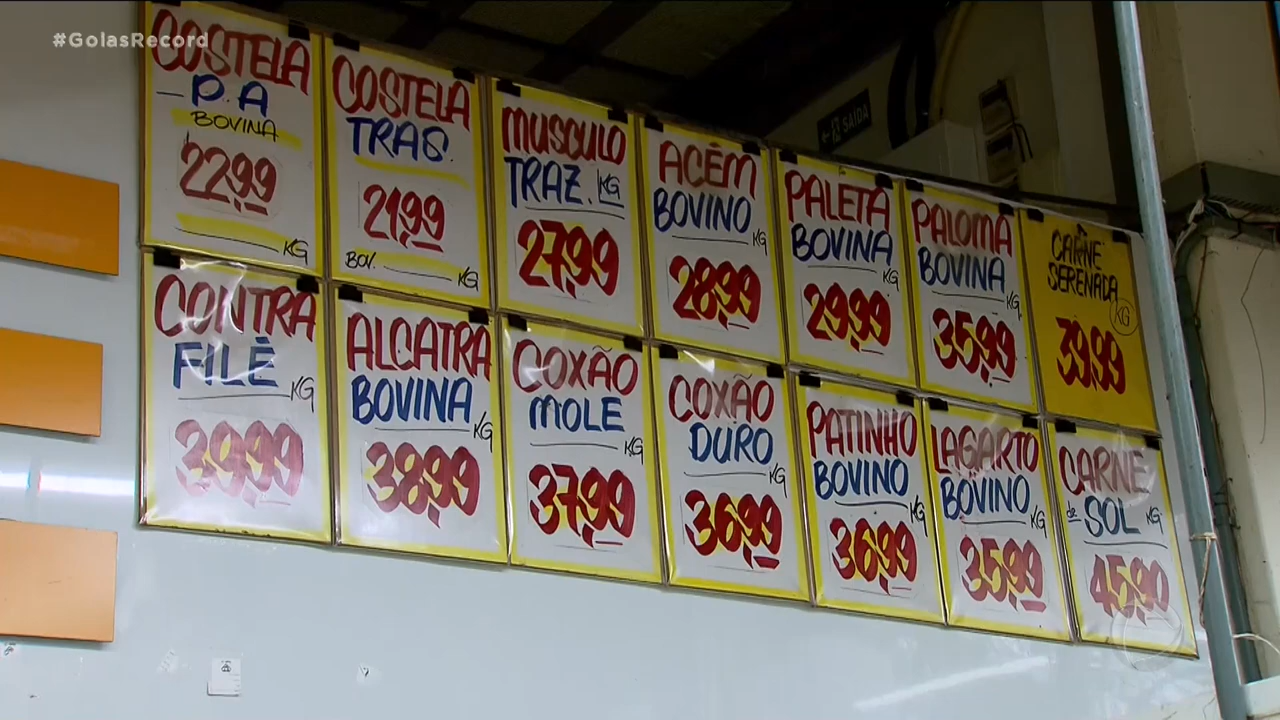 #GoiásRecord
COSTELA
P.A
BOVINA
22,99
KG
COSTELA
TRAS.
21,99
BOV. KG
MUSCULO
TRAZ. KG
27,99
ACÉM
BOVINO
KG
28,99
PALETA
BOVINA
KG
29,99
PALOMA
BOVINA
KG
35,99
CARNE
SERENADA
KG
39,99
CONTRA
FILÉ
KG
39,99
ALCATRA
BOVINA
KG
38,99
COXÃO
MOLE
KG
37,99
COXÃO
DURO
KG
36,99
PATINHO
BOVINO
KG
36,99
LAGARTO
BOVINO
KG
35,99
CARNE
de SOL KG
45,90
SAÍDA